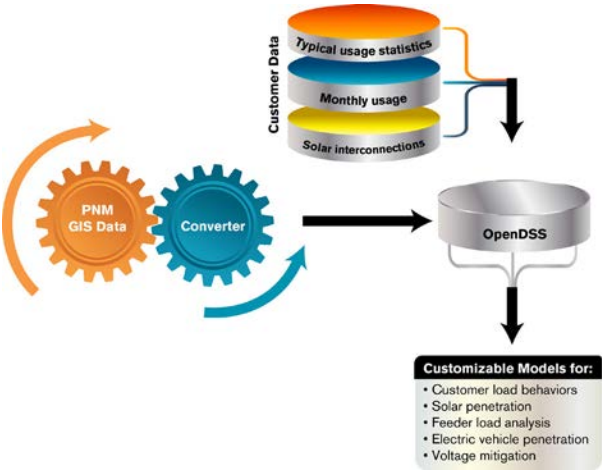 Customer Data
Typical usage statistics
Monthly usage
Solar interconnections
PNM
GIS Data
Converter
OpenDSS
Customizable Models for:
• Customer load behaviors
• Solar penetration
• Feeder load analysis
• Electric vehicle penetration
• Voltage mitigation